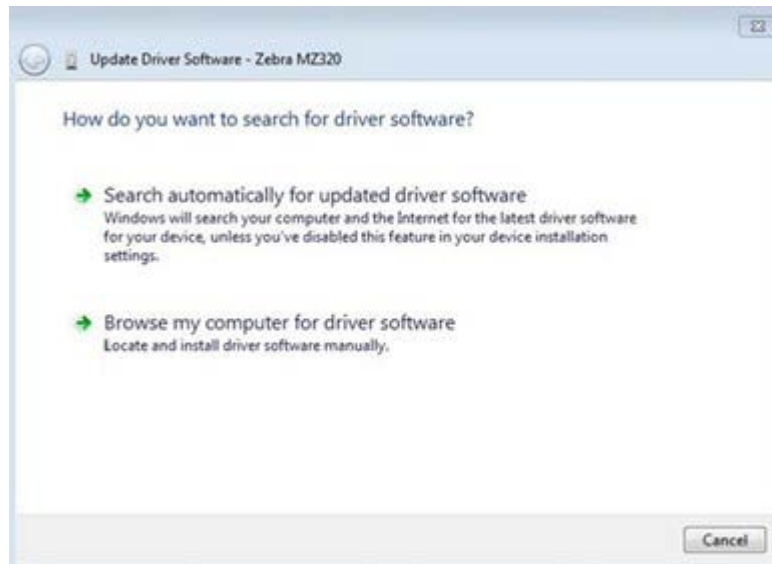 Update Driver Software - Zebra MZ320
How do you want to search for driver software?
Search automatically for updated driver software
Windows will search your computer and the Internet for the latest driver software
for your device, unless you've disabled this feature in your device installation
settings.
Browse my computer for driver software
Locate and install driver software manually.
Cancel